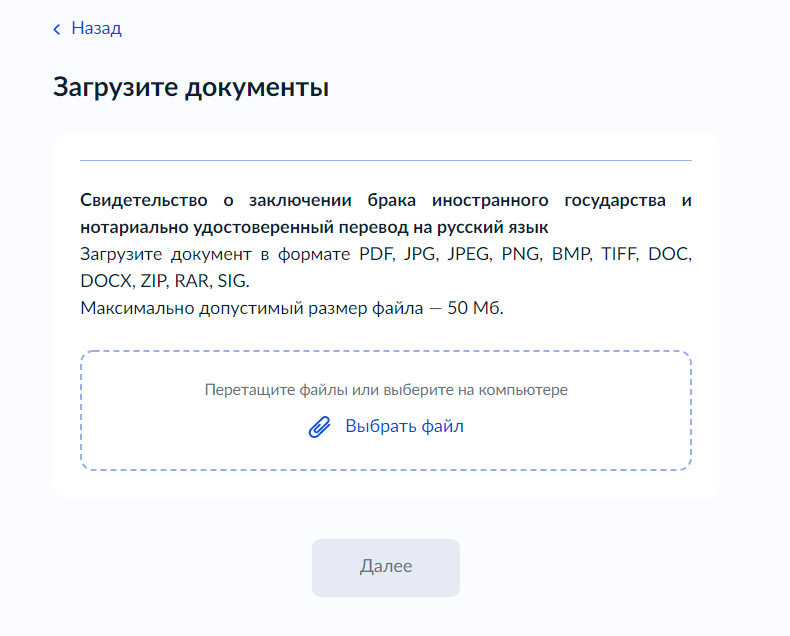 Назад
Загрузите документы
Свидетельство о заключении брака иностранного государства и
нотариально удостоверенный перевод на русский язык
Загрузите документ в формате PDF, JPG, JPEG, PNG, BMP, TIFF, DOC,
DOCX, ZIP, RAR, SIG.
Максимально допустимый размер файла — 50 Мб.
Перетащите файлы или выберите на компьютере
Выбрать файл
Далее